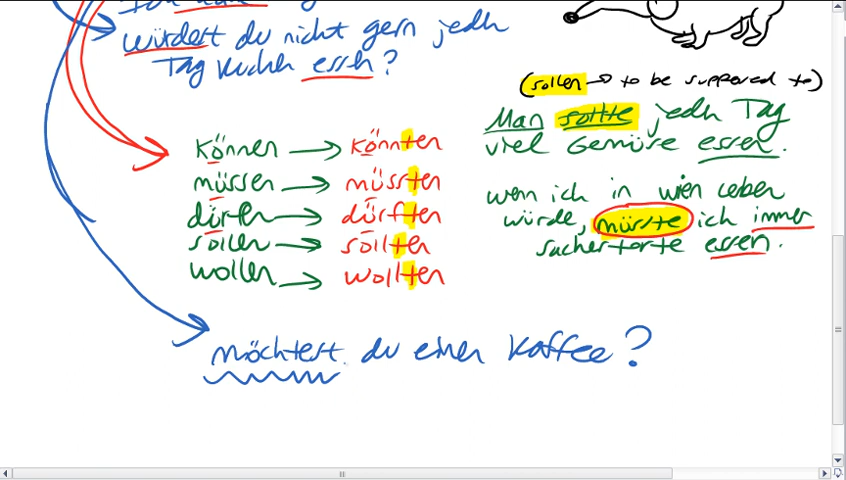 würdest du nicht gern jeden
Tag Kuchen essen?
können → könnten
müssen → müssten
dürfen → dürften
sollen → sollten
wollen → wollten
möchtest du einen Kaffee?
(sollen → to be supposed to)
Man sollte jeden Tag
viel Gemüse essen.
wenn ich in Wien leben
würde, müsste ich immer
sachertorte essen.